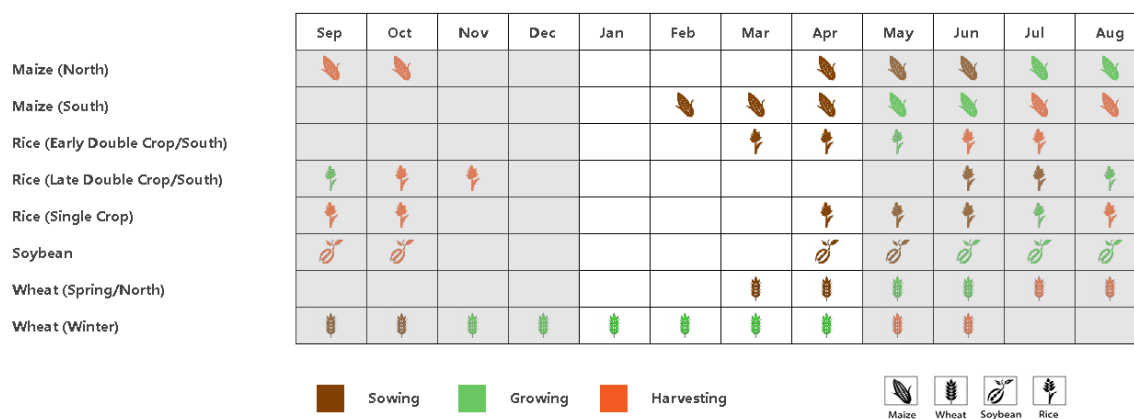 Sep Oct Nov Dec Jan Feb Mar Apr May Jun Jul Aug
Maize (North)
Maize (South)
Rice (Early Double Crop/South)
Rice (Late Double Crop/South)
Rice (Single Crop)
Soybean
Wheat (Spring/North)
Wheat (Winter)
Sowing Growing Harvesting
Maize Wheat Soybean Rice